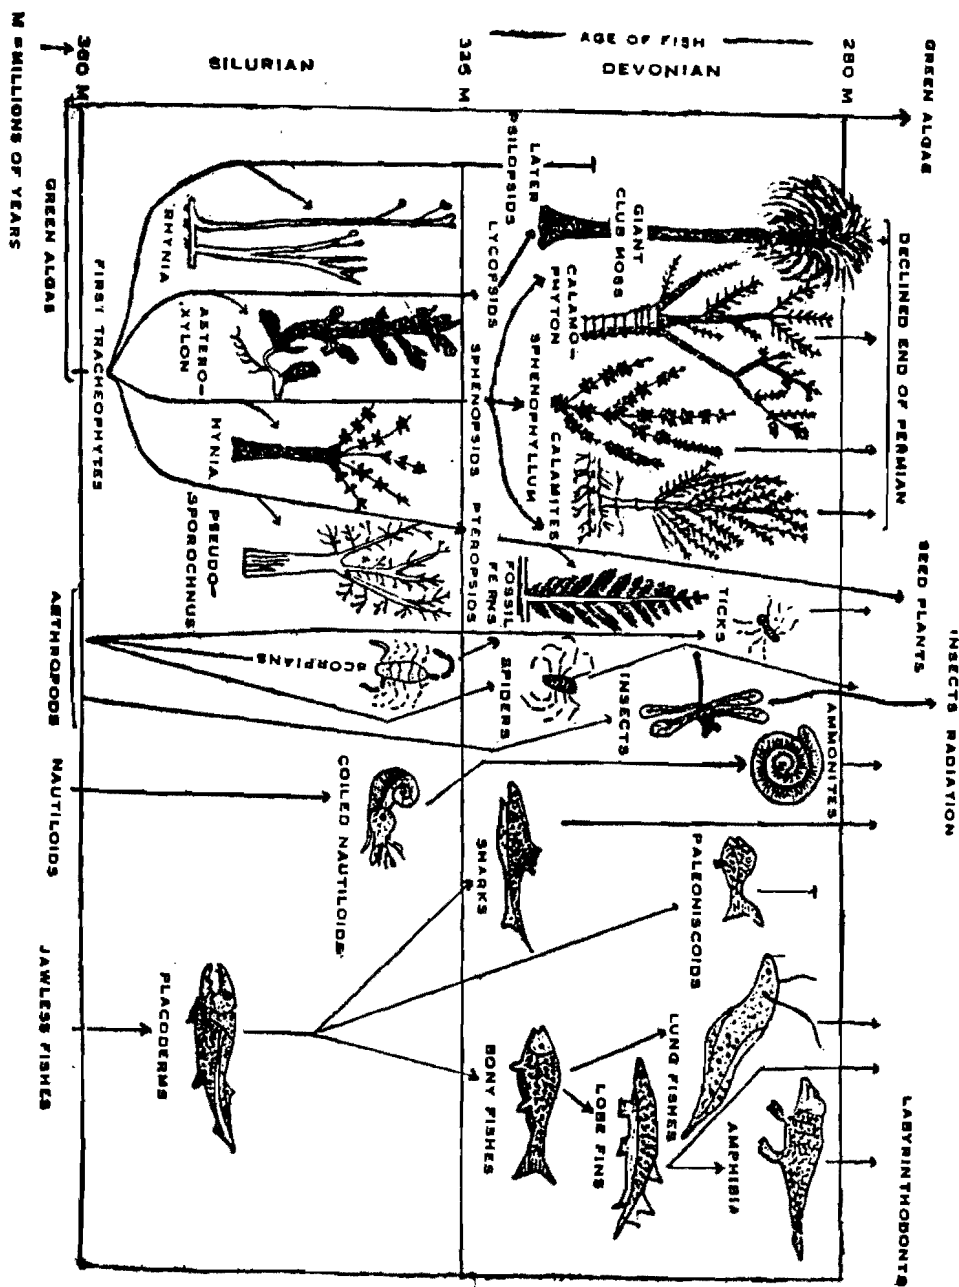 GREEN ALGAE
DECLINED END OF PERMIAN
SEED PLANTS
INSECTS RADIATION
LABYRINTHODONTS
280 M
AGE OF FISH
DEVONIAN
GIANT
CLUB MOSS
CALAMO-
PHYTON
SPHENOPHYLLUM
CALAMITES
FOSSIL
FERNS
TICKS
SPIDERS
INSECTS
AMMONITES
SHARKS
PALEONISCOIDS
BONY FISHES
LUNG FISHES
LOBE FINS
AMPHIBIA
LATER
PSILOPSIDS
LYCOPSIDS
SPHENOPSIDS
PTEROPSIDS
325 M
SILURIAN
RHYNIA
ASTERO-
XYLON
HYNIA
PSEUDO-
SPOROCHNUS
SCORPIANS
COILED NAUTILOIDS
PLACODERMS
FIRST TRACHEOPHYTES
360 M
GREEN ALGAS
AETHROPODS
NAUTILOIDS
JAWLESS FISHES
M = MILLIONS OF YEARS